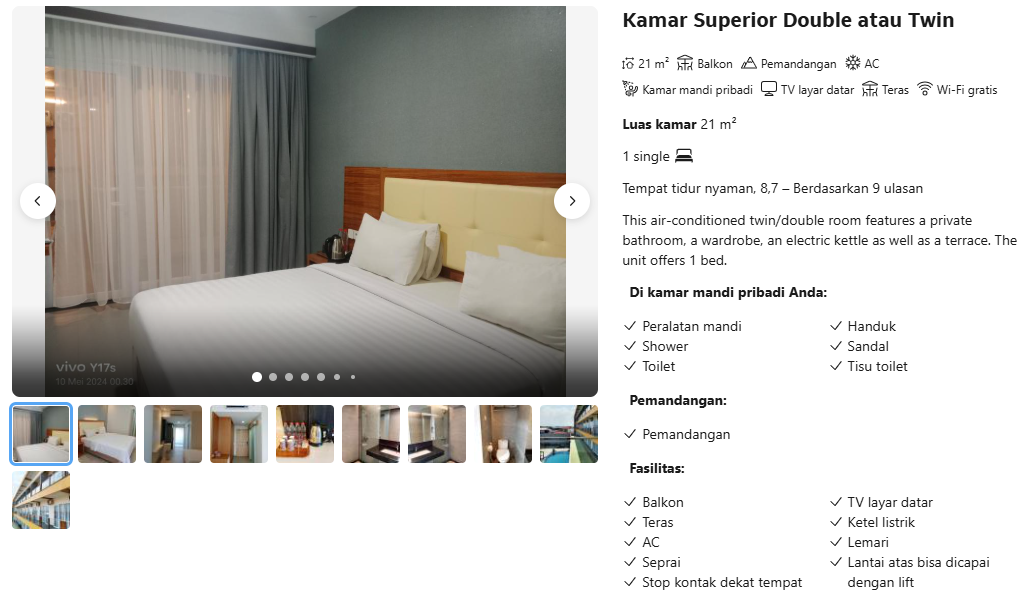 Kamar Superior Double atau Twin
21 m² Balkon Pemandangan AC
Kamar mandi pribadi TV layar datar Teras Wi-Fi gratis
Luas kamar 21 m²
1 single
Tempat tidur nyaman, 8,7 – Berdasarkan 9 ulasan
This air-conditioned twin/double room features a private
bathroom, a wardrobe, an electric kettle as well as a terrace. The
unit offers 1 bed.
Di kamar mandi pribadi Anda:
Peralatan mandi
Handuk
Shower
Sandal
Toilet
Tisu toilet
Pemandangan:
Pemandangan
Fasilitas:
Balkon
TV layar datar
Teras
Ketel listrik
AC
Lemari
Seprai
Lantai atas bisa dicapai
dengan lift
Stop kontak dekat tempat
vivo Y17s
10 Mei 2024 00.30